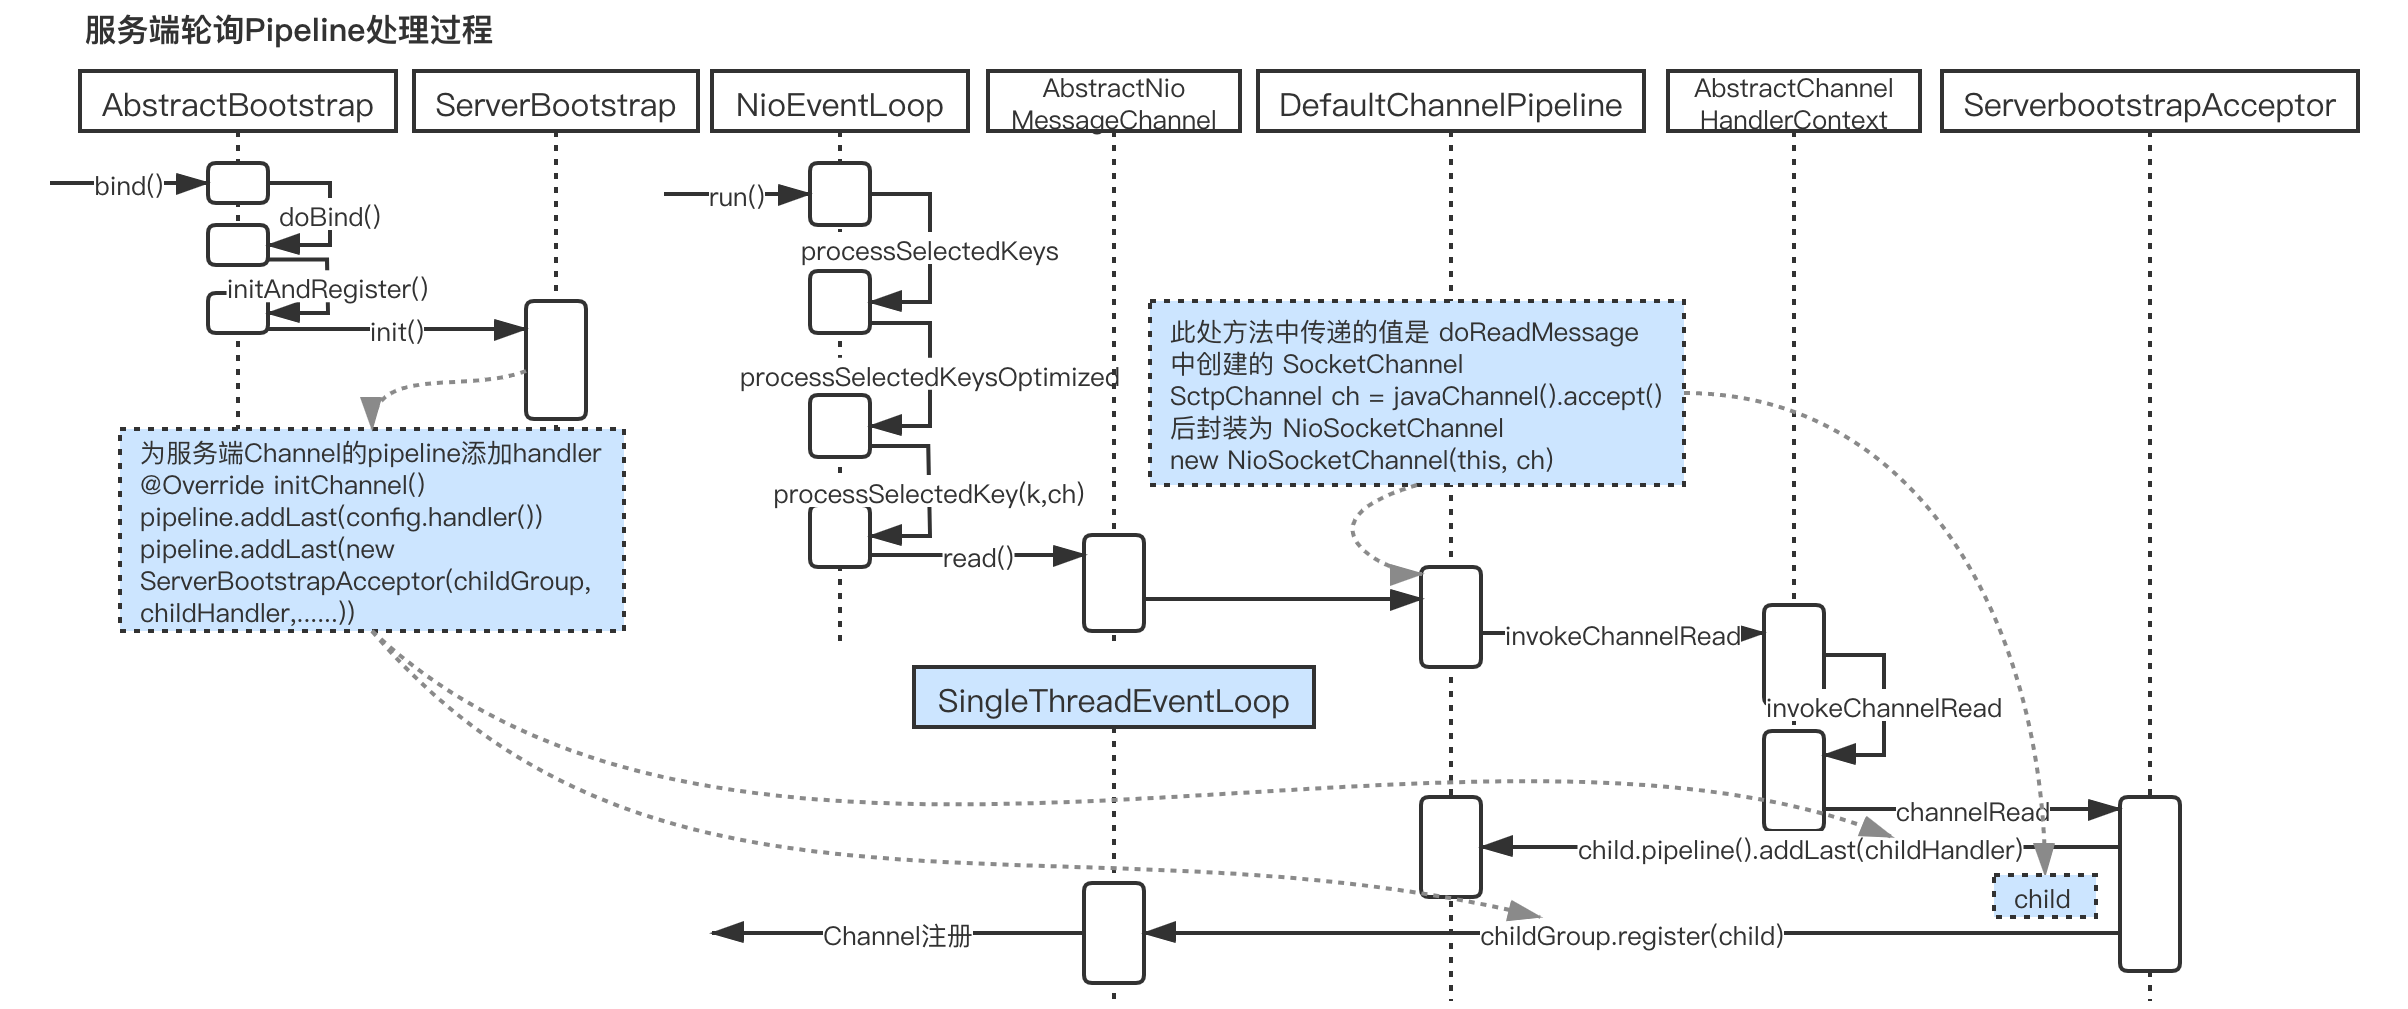 服务端轮询Pipeline处理过程
AbstractBootstrap
ServerBootstrap
NioEventLoop
AbstractNio
MessageChannel
DefaultChannelPipeline
AbstractChannel
HandlerContext
ServerbootstrapAcceptor
bind()
doBind()
initAndRegister()
init()
run()
processSelectedKeys
processSelectedKeysOptimized
processSelectedKey(k,ch)
read()
此处方法中传递的值是 doReadMessage
中创建的 SocketChannel
SctpChannel ch = javaChannel().accept()
后封装为 NioSocketChannel
new NioSocketChannel(this, ch)
为服务端Channel的pipeline添加handler
@Override initChannel()
pipeline.addLast(config.handler())
pipeline.addLast(new
ServerBootstrapAcceptor(childGroup,
childHandler,......))
invokeChannelRead
SingleThreadEventLoop
invokeChannelRead
channelRead
child.pipeline().addLast(childHandler)
child
childGroup.register(child)
Channel注册